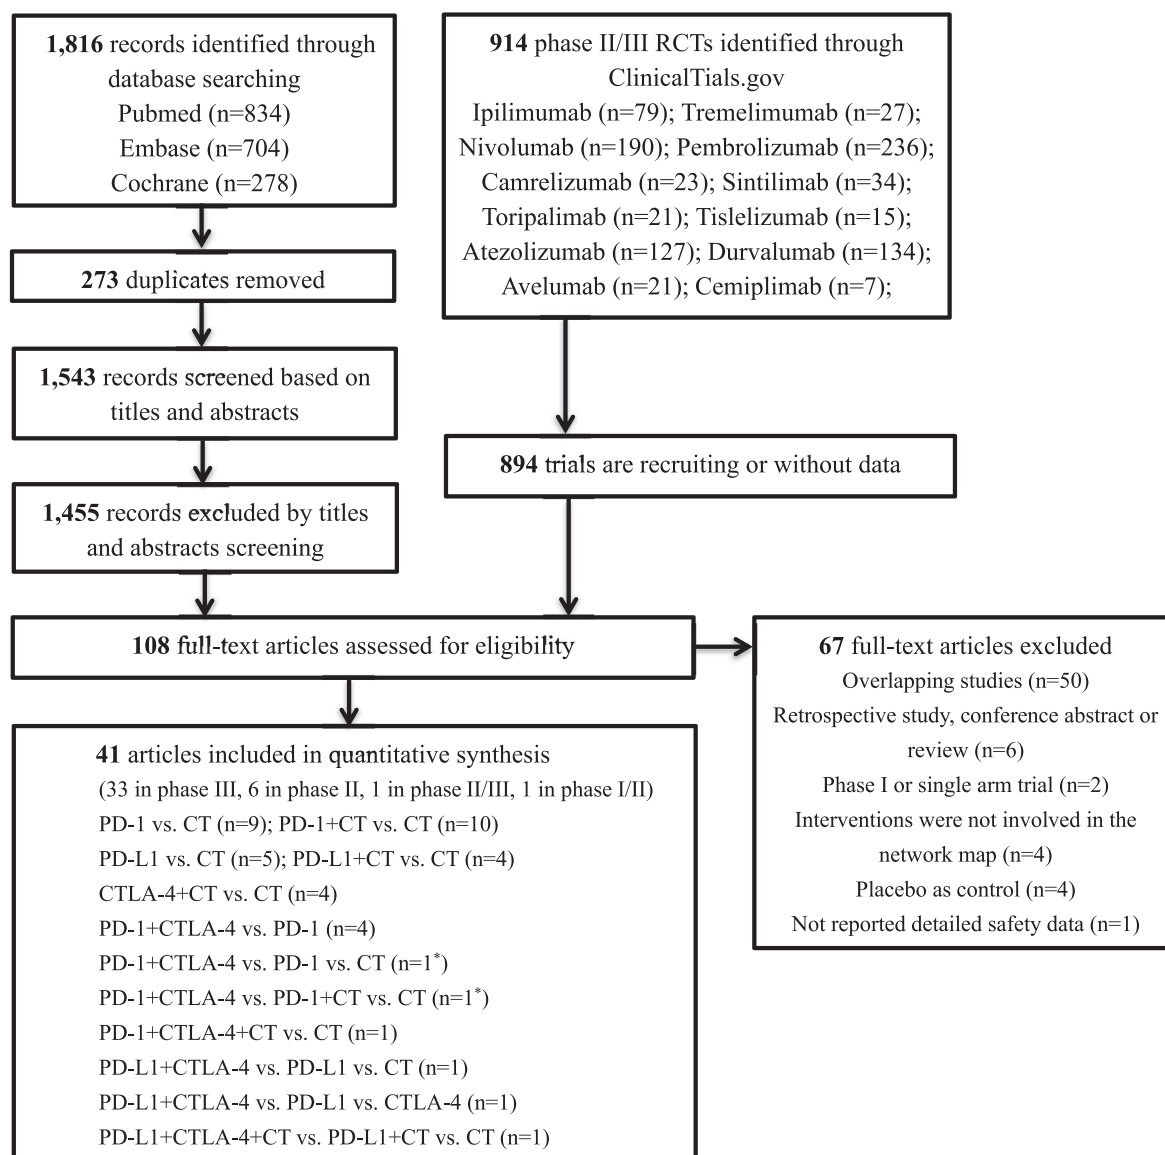 1,816 records identified through
database searching
Pubmed (n=834)
Embase (n=704)
Cochrane (n=278)
273 duplicates removed
1,543 records screened based on
titles and abstracts
1,455 records excluded by titles
and abstracts screening
914 phase II/III RCTs identified through
ClinicalTials.gov
Ipilimumab (n=79); Tremelimumab (n=27);
Nivolumab (n=190); Pembrolizumab (n=236);
Camrelizumab (n=23); Sintilimab (n=34);
Toripalimab (n=21); Tislelizumab (n=15);
Atezolizumab (n=127); Durvalumab (n=134);
Avelumab (n=21); Cemiplimab (n=7);
894 trials are recruiting or without data
108 full-text articles assessed for eligibility
67 full-text articles excluded
Overlapping studies (n=50)
Retrospective study, conference abstract or
review (n=6)
Phase I or single arm trial (n=2)
Interventions were not involved in the
network map (n=4)
Placebo as control (n=4)
Not reported detailed safety data (n=1)
41 articles included in quantitative synthesis
(33 in phase III, 6 in phase II, 1 in phase II/III, 1 in phase I/II)
PD-1 vs. CT (n=9); PD-1+CT vs. CT (n=10)
PD-L1 vs. CT (n=5); PD-L1+CT vs. CT (n=4)
CTLA-4+CT vs. CT (n=4)
PD-1+CTLA-4 vs. PD-1 (n=4)
PD-1+CTLA-4 vs. PD-1 vs. CT (n=1*)
PD-1+CTLA-4 vs. PD-1+CT vs. CT (n=1*)
PD-1+CTLA-4+CT vs. CT (n=1)
PD-L1+CTLA-4 vs. PD-L1 vs. CT (n=1)
PD-L1+CTLA-4 vs. PD-L1 vs. CTLA-4 (n=1)
PD-L1+CTLA-4+CT vs. PD-L1+CT vs. CT (n=1)